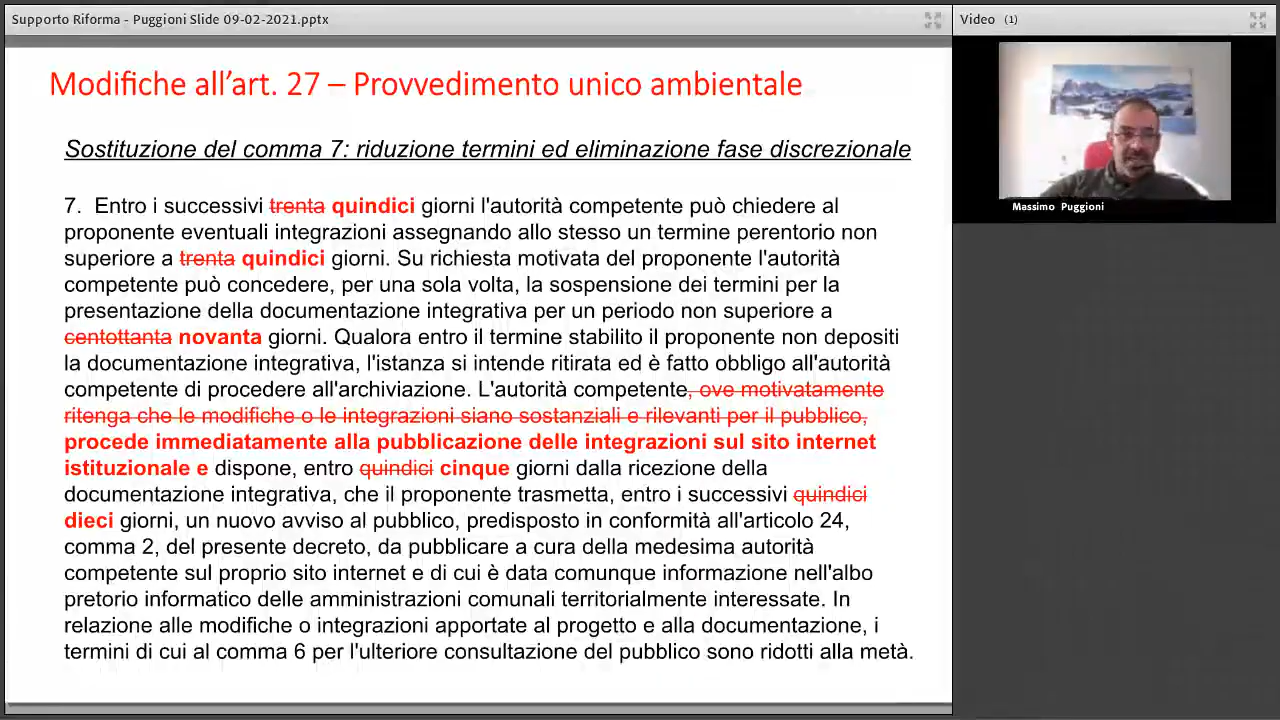 Supporto Riforma - Puggioni Slide 09-02-2021.pptx
Video (1)
Modifiche all'art. 27 – Provvedimento unico ambientale
Sostituzione del comma 7: riduzione termini ed eliminazione fase discrezionale
7. Entro i successivi trenta quindici giorni l'autorità competente può chiedere al
proponente eventuali integrazioni assegnando allo stesso un termine perentorio non
superiore a trenta quindici giorni. Su richiesta motivata del proponente l'autorità
competente può concedere, per una sola volta, la sospensione dei termini per la
presentazione della documentazione integrativa per un periodo non superiore a
centottanta novanta giorni. Qualora entro il termine stabilito il proponente non depositi
la documentazione integrativa, l'istanza si intende ritirata ed è fatto obbligo all'autorità
competente di procedere all'archiviazione. L'autorità competente, ove motivatamente
ritenga che le modifiche o le integrazioni siano sostanziali e rilevanti per il pubblico,
procede immediatamente alla pubblicazione delle integrazioni sul sito internet
istituzionale e dispone, entro quindici cinque giorni dalla ricezione della
documentazione integrativa, che il proponente trasmetta, entro i successivi quindici
dieci giorni, un nuovo avviso al pubblico, predisposto in conformità all'articolo 24,
comma 2, del presente decreto, da pubblicare a cura della medesima autorità
competente sul proprio sito internet e di cui è data comunque informazione nell'albo
pretorio informatico delle amministrazioni comunali territorialmente interessate. In
relazione alle modifiche o integrazioni apportate al progetto e alla documentazione, i
termini di cui al comma 6 per l'ulteriore consultazione del pubblico sono ridotti alla metà.
Massimo Puggioni